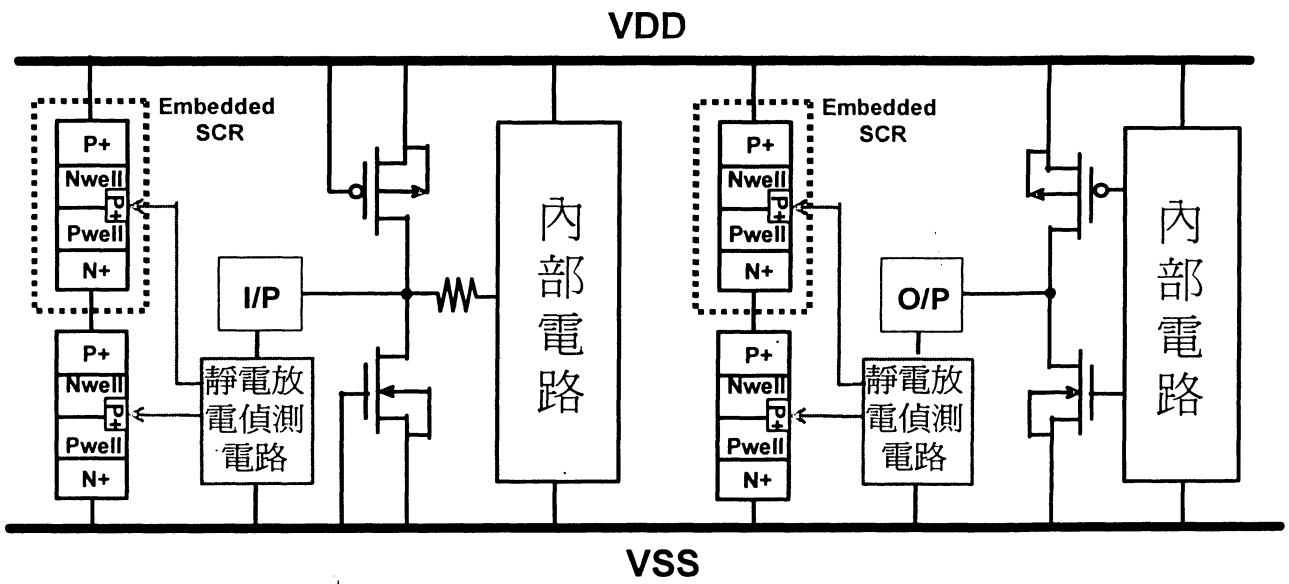 VDD
Embedded
SCR
P+
Nwell
P+
Pwell
N+
P+
Nwell
P+
Pwell
N+
I/P
靜電放
電偵測
電路
內部電路
Embedded
SCR
P+
Nwell
P+
Pwell
N+
P+
Nwell
P+
Pwell
N+
O/P
靜電放
電偵測
電路
內部電路
VSS